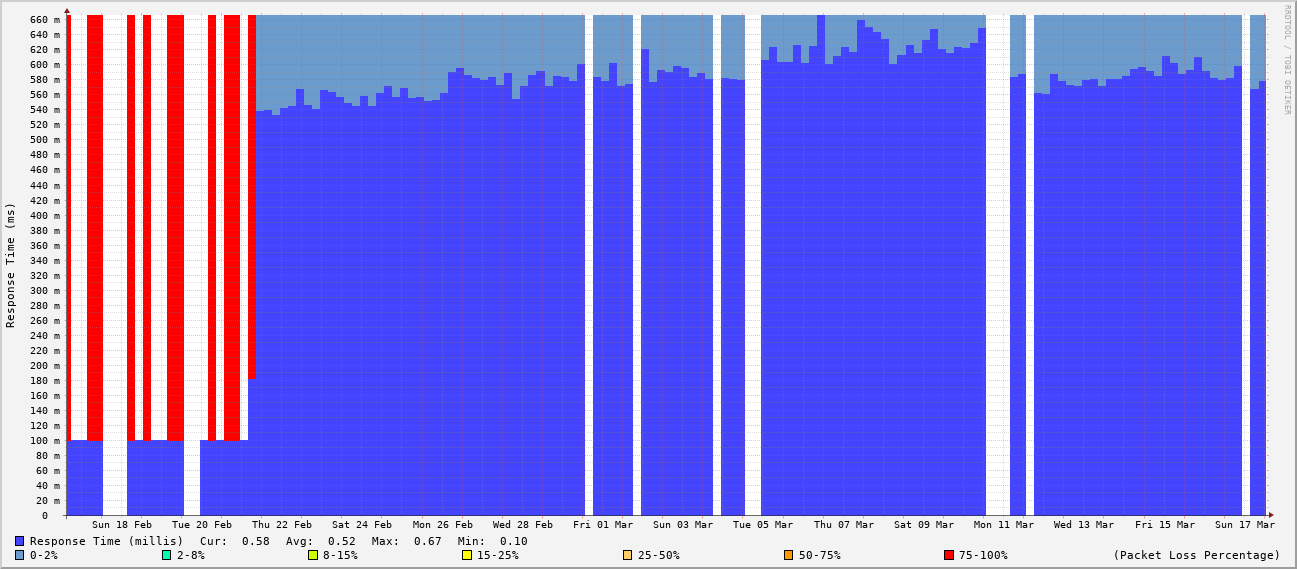 RRDTOOL / TOBI OETIKER
Response Time (ms)
660 m
640 m
620 m
600 m
580 m
560 m
540 m
520 m
500 m
480 m
460 m
440 m
420 m
400 m
380 m
360 m
340 m
320 m
300 m
280 m
260 m
240 m
220 m
200 m
180 m
160 m
140 m
120 m
100 m
80 m
60 m
40 m
20 m
0
Sun 18 Feb Tue 20 Feb Thu 22 Feb Sat 24 Feb Mon 26 Feb Wed 28 Feb Fri 01 Mar Sun 03 Mar Tue 05 Mar Thu 07 Mar Sat 09 Mar Mon 11 Mar Wed 13 Mar Fri 15 Mar Sun 17 Mar
Response Time (millis) Cur: 0.58 Avg: 0.52 Max: 0.67 Min: 0.10
0-2% 2-8% 8-15% 15-25% 25-50% 50-75% 75-100% (Packet Loss Percentage)